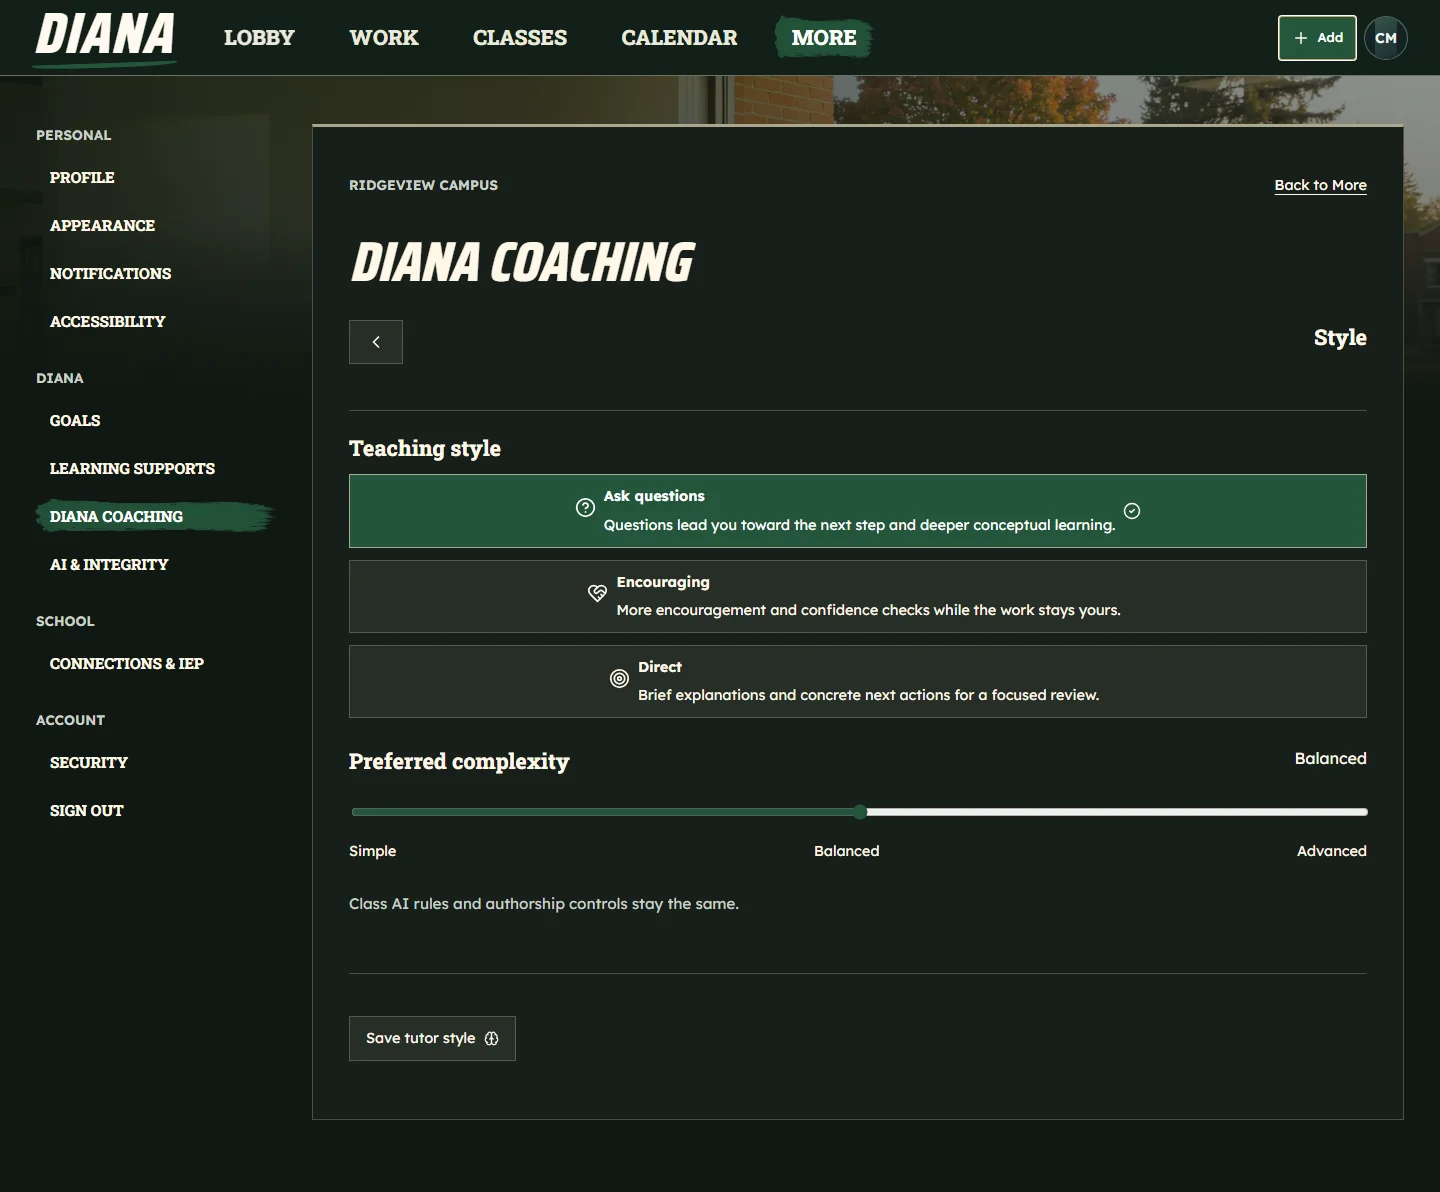 DIANA
LOBBY
WORK
CLASSES
CALENDAR
MORE
Add
CM
PERSONAL
PROFILE
APPEARANCE
NOTIFICATIONS
ACCESSIBILITY
DIANA
GOALS
LEARNING SUPPORTS
DIANA COACHING
AI & INTEGRITY
SCHOOL
CONNECTIONS & IEP
ACCOUNT
SECURITY
SIGN OUT
RIDGEVIEW CAMPUS
Back to More
DIANA COACHING
Style
Teaching style
Ask questions
Questions lead you toward the next step and deeper conceptual learning.
Encouraging
More encouragement and confidence checks while the work stays yours.
Direct
Brief explanations and concrete next actions for a focused review.
Preferred complexity
Balanced
Simple
Balanced
Advanced
Class AI rules and authorship controls stay the same.
Save tutor style